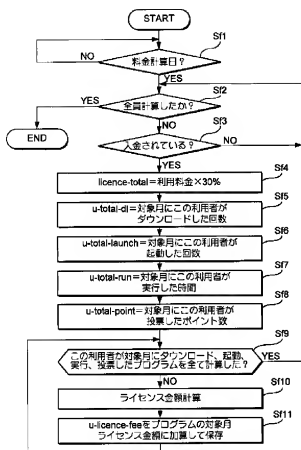 START
Sf1
料金計算日？
NO
YES
Sf2
全員計算したか？
YES
NO
END
Sf3
入金されている？
NO
YES
Sf4
licence-total=利用料金×30%
Sf5
u-total-dl=対象月にこの利用者が
ダウンロードした回数
Sf6
u-total-launch=対象月にこの利用者が
起動した回数
Sf7
u-total-run=対象月にこの利用者が
実行した時間
Sf8
u-total-point=対象月にこの利用者が
投票したポイント数
Sf9
この利用者が対象月にダウンロード、起動、
実行、投票したプログラムを全て計算した？
YES
NO
Sf10
ライセンス金額計算
Sf11
u-licence-feeをプログラムの対象月
ライセンス金額に加算して保存